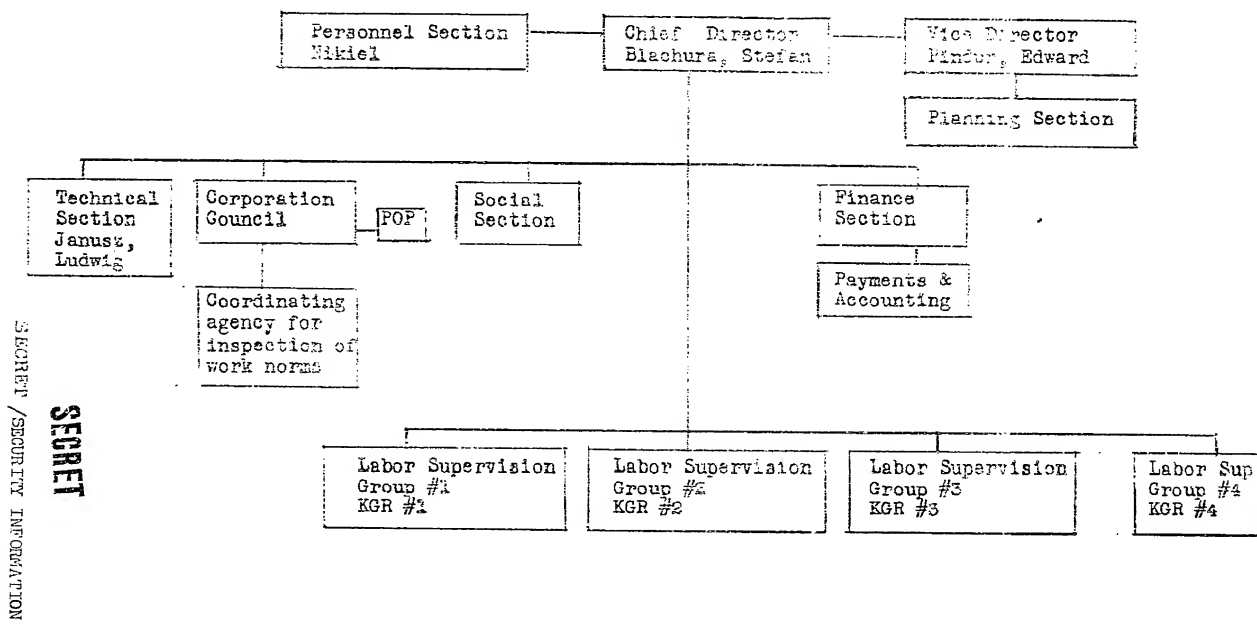 Personnel Section
Nikiel
Chief Director
Blachura, Stefan
Vice Director
Pindur, Edward
Planning Section
Technical
Section
Janusz,
Ludwig
Corporation
Council
POP
Social
Section
Finance
Section
Coordinating
agency for
inspection of
work norms
Payments &
Accounting
Labor Supervision
Group #1
KGR #1
Labor Supervision
Group #2
KGR #2
Labor Supervision
Group #3
KGR #3
Labor Sup
Group #4
KGR #4
SECRET
SECRET /SECURITY INFORMATION